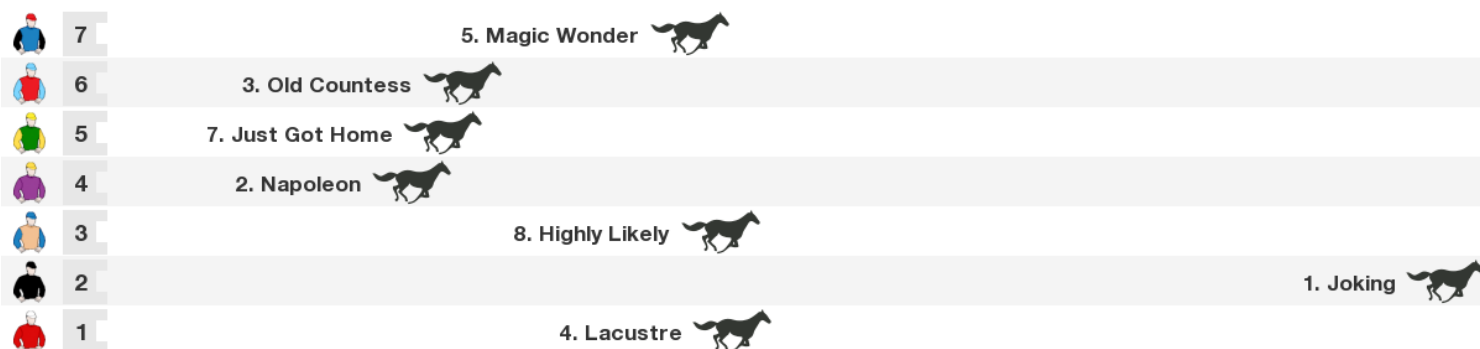 7 5. Magic Wonder
6 3. Old Countess
5 7. Just Got Home
4 2. Napoleon
3 8. Highly Likely
2 1. Joking
1 4. Lacustre